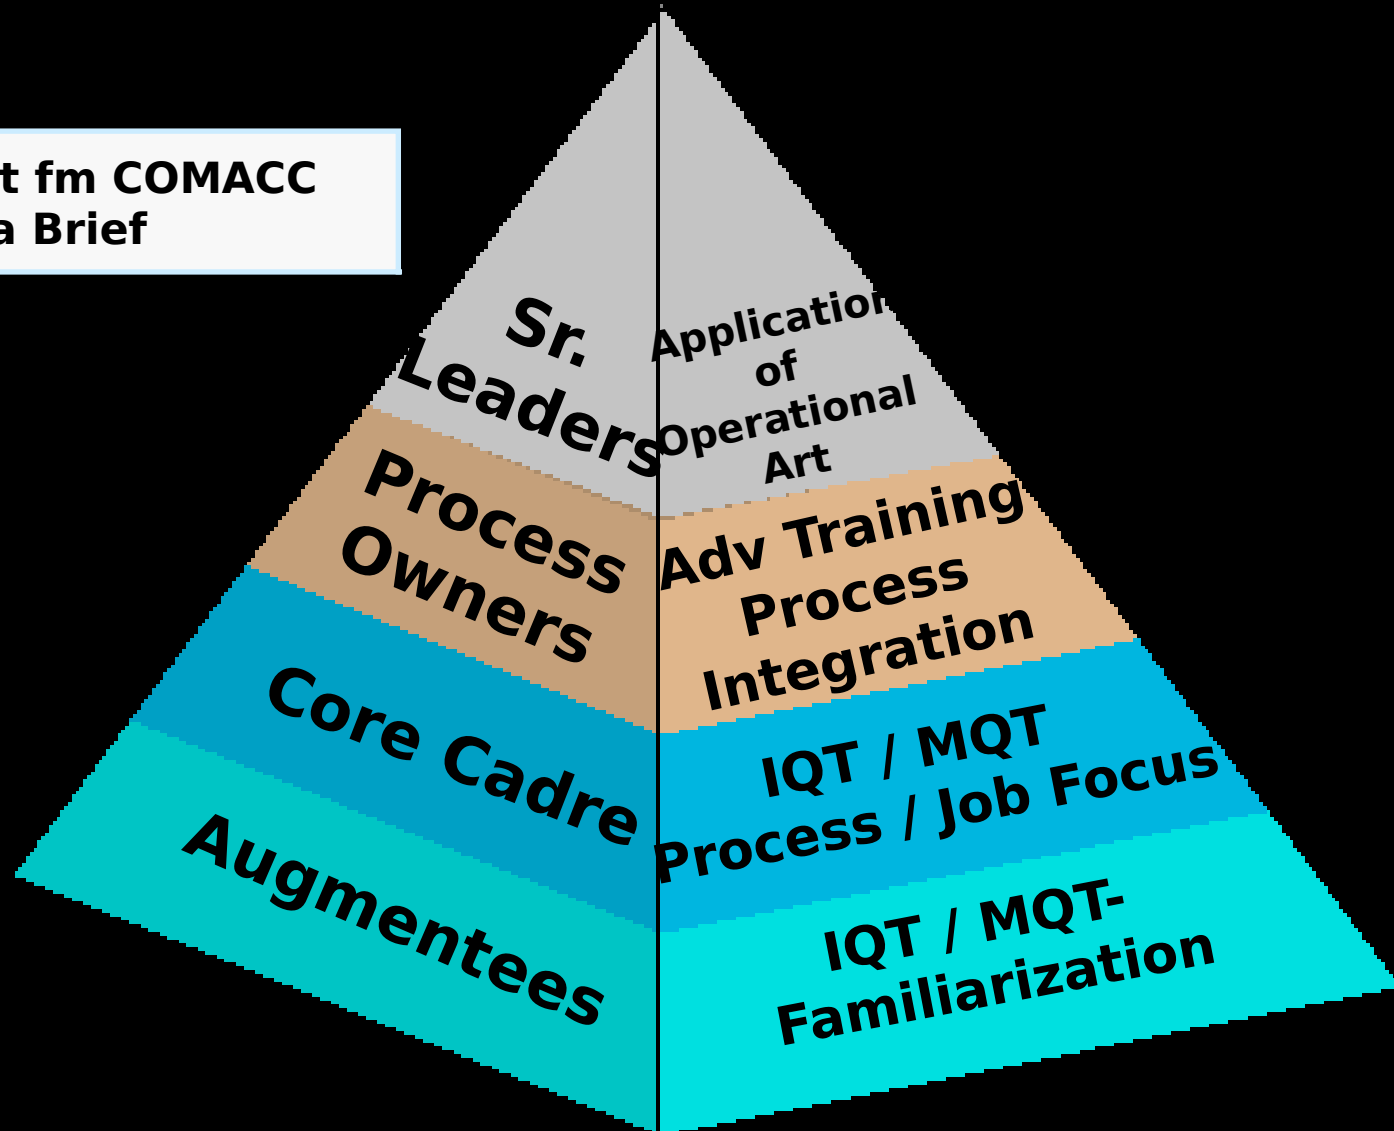 t fm COMACC
a Brief
Sr.
Leaders
Application
of
Operational
Art
Process
Owners
Adv Training
Process
Integration
Core Cadre
IQT / MQT
Process / Job Focus
Augmentees
IQT / MQT-
Familiarization